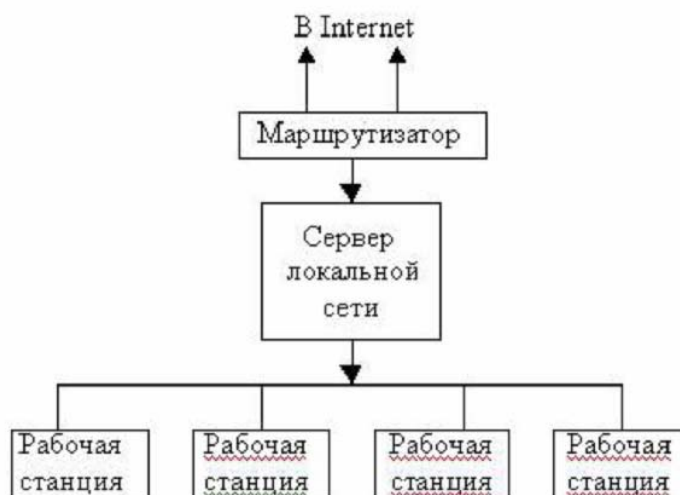 В Internet
Маршрутизатор
Сервер
локальной
сети
Рабочая
станция
Рабочая
станция
Рабочая
станция
Рабочая
станция